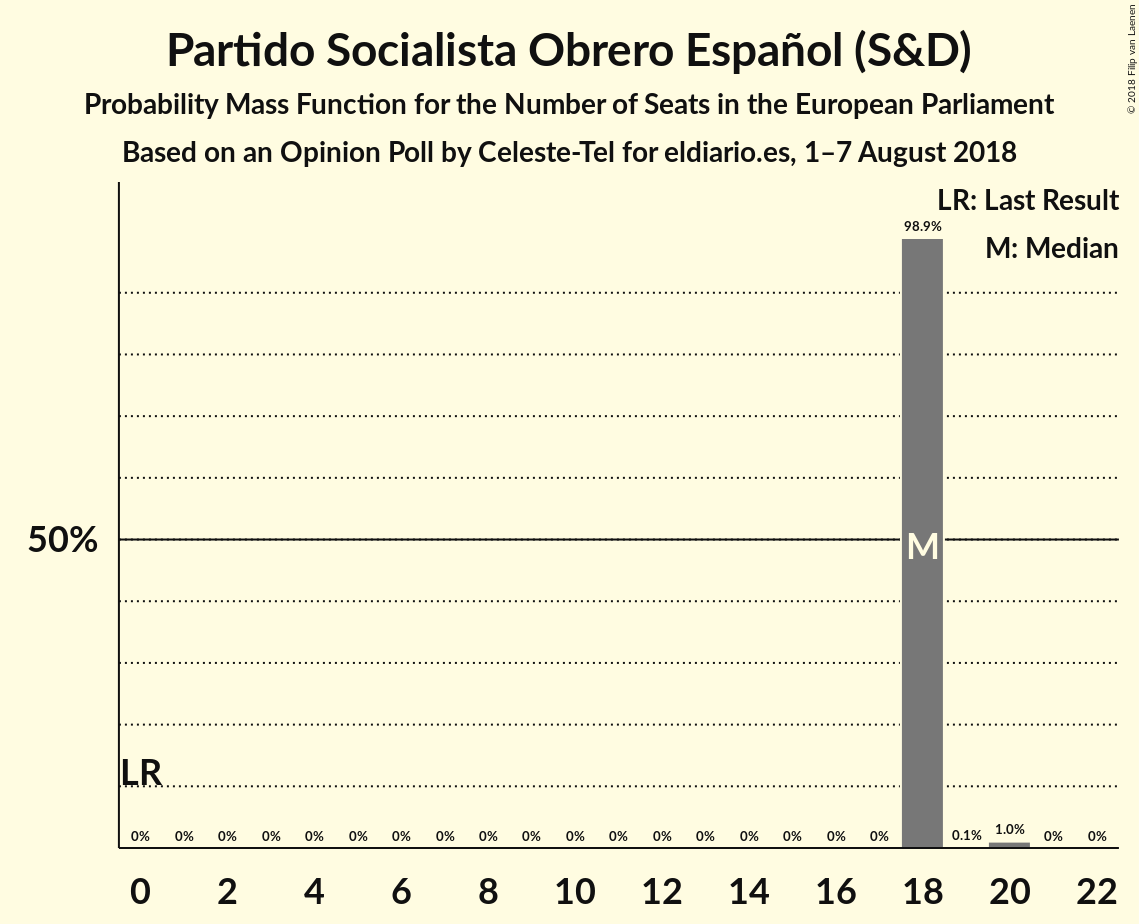 Partido Socialista Obrero Español (S&D)
Probability Mass Function for the Number of Seats in the European Parliament
Based on an Opinion Poll by Celeste-Tel for eldiario.es, 1–7 August 2018
© 2018 Filip van Laenen
LR: Last Result
98.9%
M: Median
50%
M
LR
0% 0% 0% 0% 0% 0% 0% 0% 0% 0% 0% 0% 0% 0% 0% 0% 0% 0% 0.1% 1.0% 0% 0%
0 2 4 6 8 10 12 14 16 18 20 22